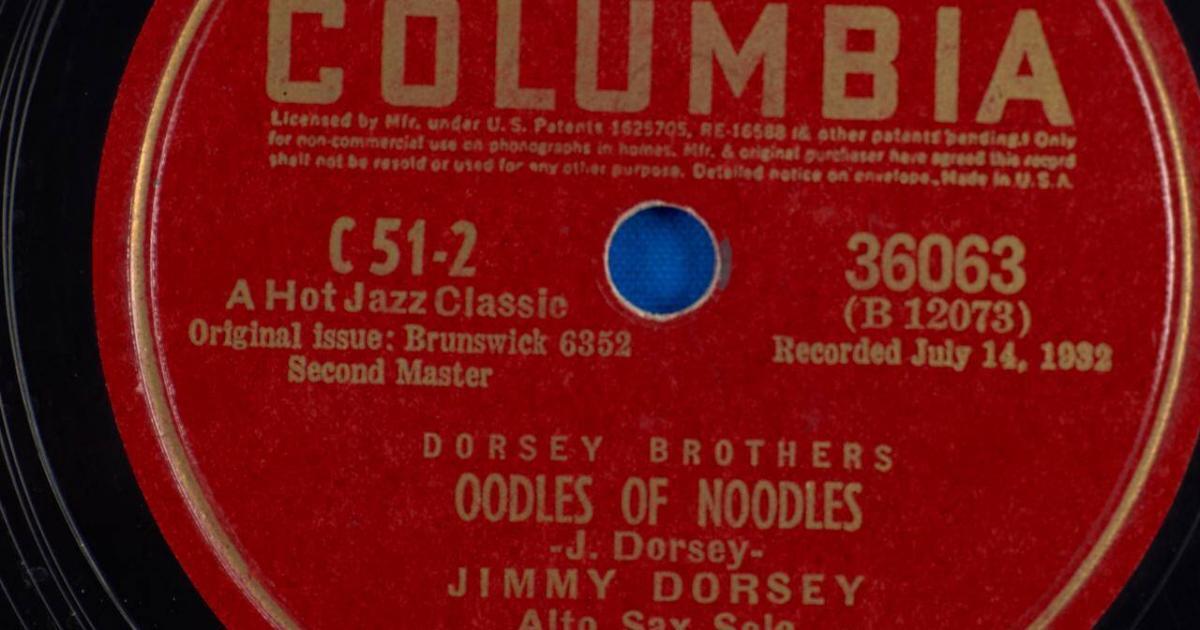 COLUMBIA
Licensed by Mfr. under U.S. Patents 1625705, RE-16588 (& other patents pending.) Only
for non-commercial use on phonographs in homes. Mfr. & original purchaser have agreed this record
shall not be resold or used for any other purpose. Detailed notice on envelope. Made in U.S.A.
C 51-2
A Hot Jazz Classic
Original issue: Brunswick 6352
Second Master
36063
(B 12073)
Recorded July 14, 1932
DORSEY BROTHERS
OODLES OF NOODLES
-J. Dorsey-
JIMMY DORSEY
Alto Sax Solo